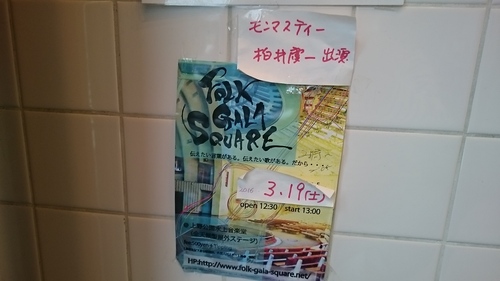 モンマスティー
柏井慶一出演
FOLK
GALA
SQUARE
伝えたい言葉がある。伝えたい歌がある。だから・・
2016
3.19(土)
open 12:30 start 13:00
HP:http://www.folk-gala-square.net/